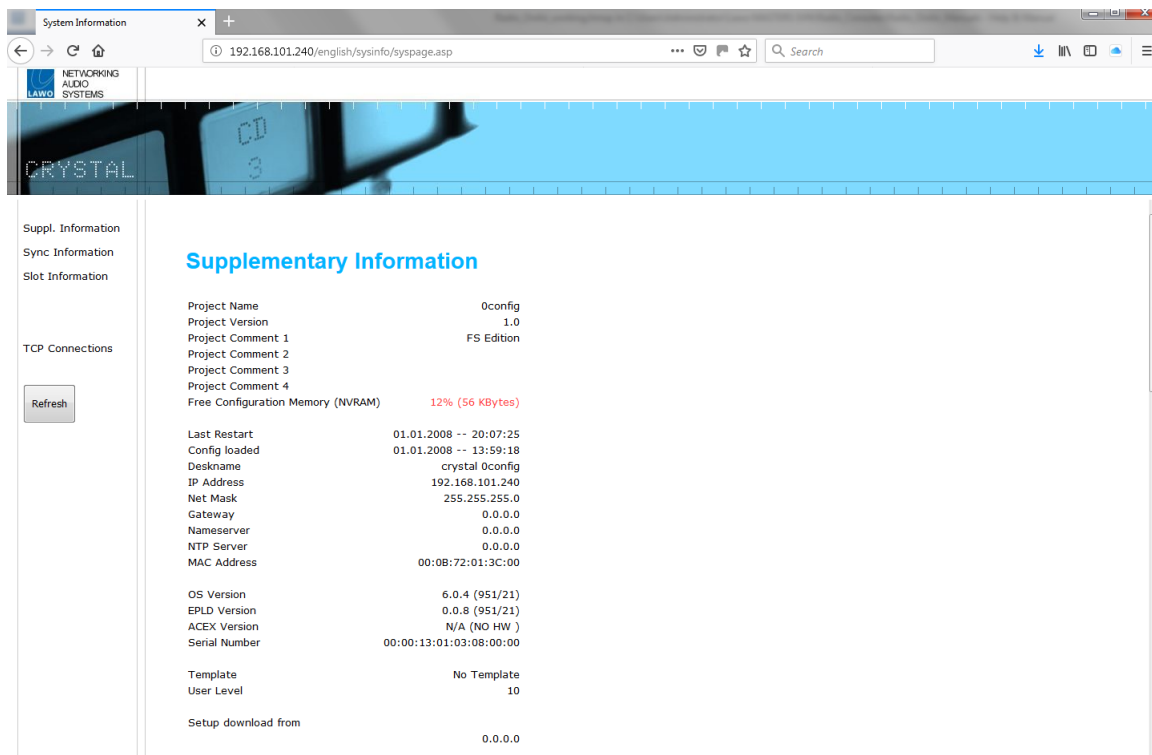 System Information
192.168.101.240/english/sysinfo/syspage.asp
Search
NETWORKING
AUDIO
LAWO SYSTEMS
CD
3
CRYSTAL
Suppl. Information
Sync Information
Slot Information
TCP Connections
Refresh
Supplementary Information
Project Name 0config
Project Version 1.0
Project Comment 1 FS Edition
Project Comment 2
Project Comment 3
Project Comment 4
Free Configuration Memory (NVRAM) 12% (56 KBytes)
Last Restart 01.01.2008 -- 20:07:25
Config loaded 01.01.2008 -- 13:59:18
Deskname crystal 0config
IP Address 192.168.101.240
Net Mask 255.255.255.0
Gateway 0.0.0.0
Nameserver 0.0.0.0
NTP Server 0.0.0.0
MAC Address 00:0B:72:01:3C:00
OS Version 6.0.4 (951/21)
EPLD Version 0.0.8 (951/21)
ACEX Version N/A (NO HW )
Serial Number 00:00:13:01:03:08:00:00
Template No Template
User Level 10
Setup download from
0.0.0.0